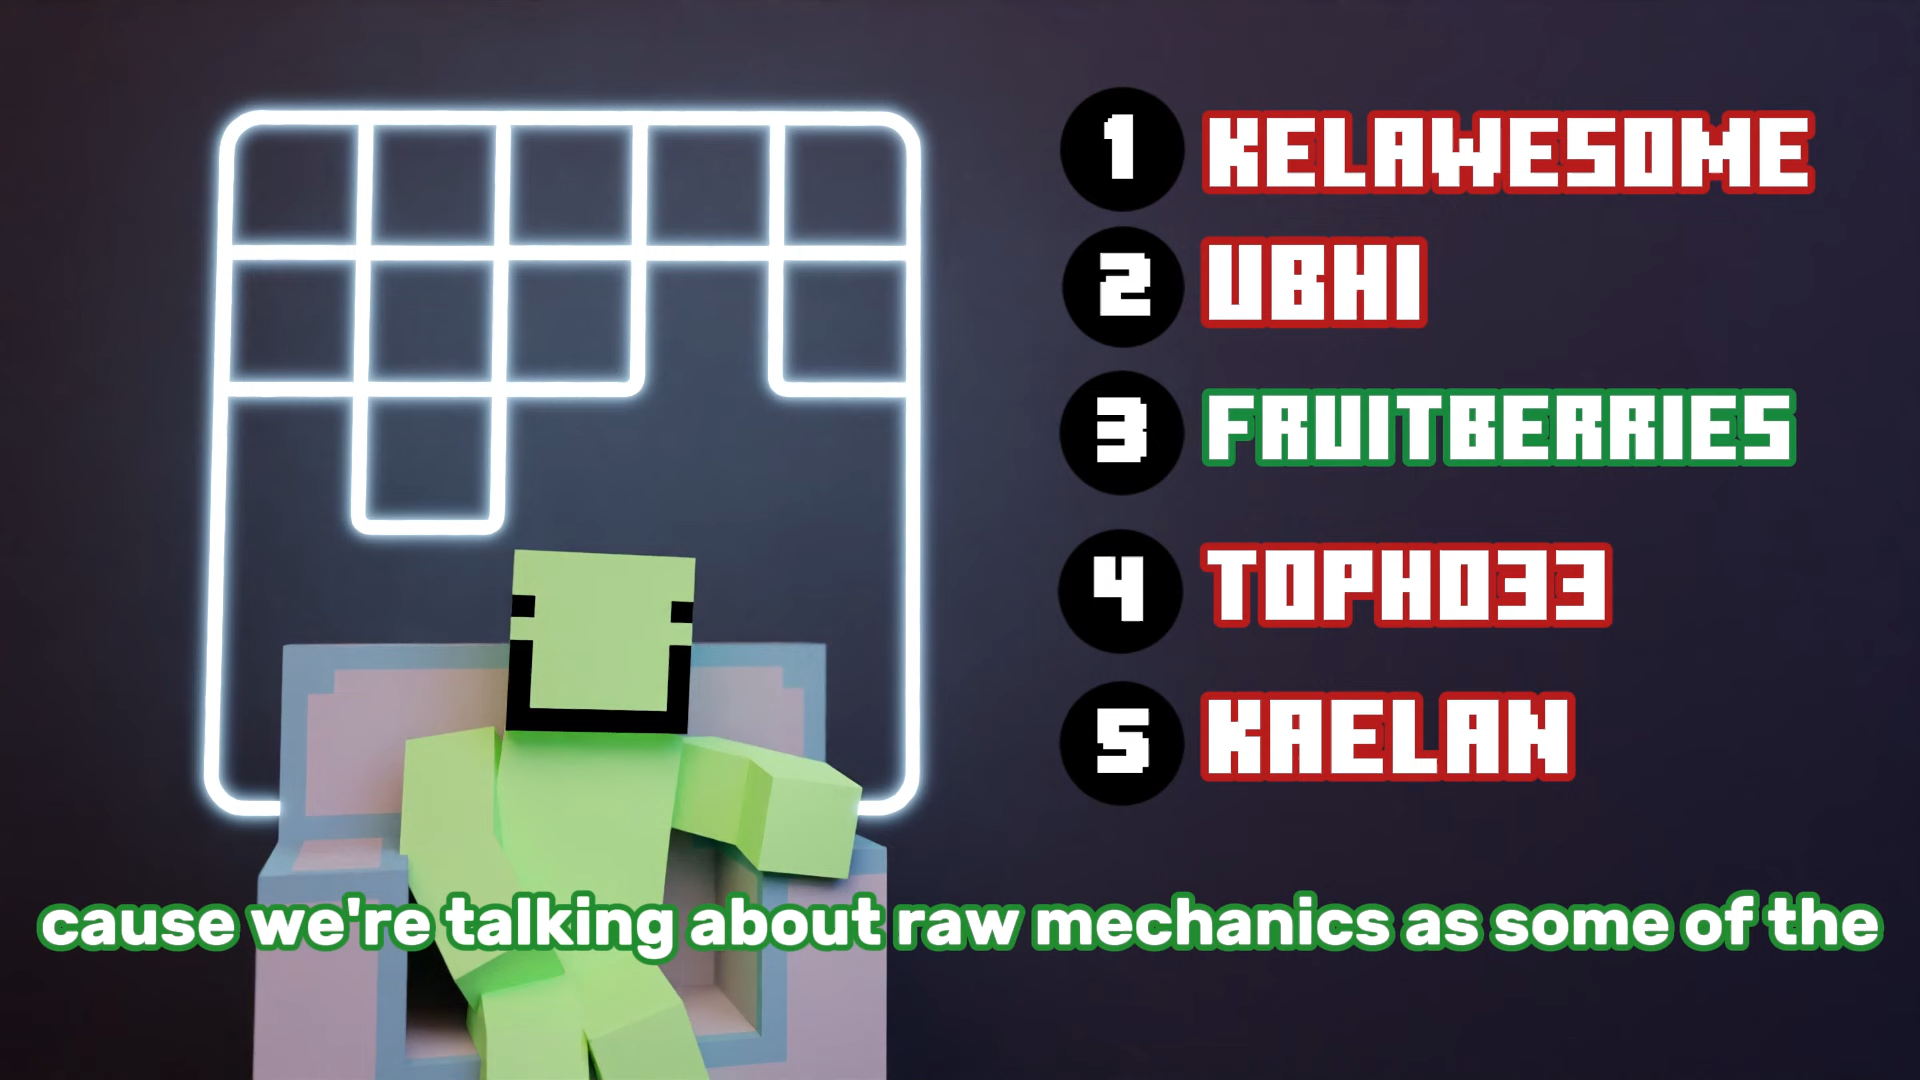 1 KELAWESOME
2 UBHI
3 FRUITBERRIES
4 TOPHO33
5 KAELAN
cause we're talking about raw mechanics as some of the